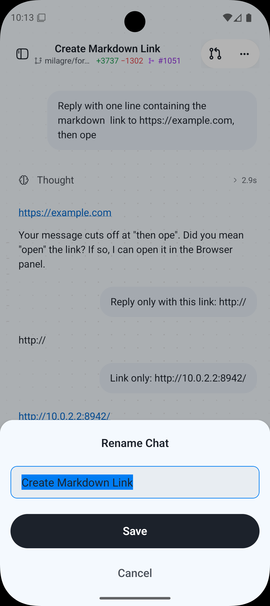 10:13
Create Markdown Link
milagre/for... +3737 −1302 #1051
Reply with one line containing the
markdown link to https://example.com,
then ope
Thought
2.9s
https://example.com
Your message cuts off at "then ope". Did you mean
"open" the link? If so, I can open it in the Browser
panel.
Reply only with this link: http://
http://
Link only: http://10.0.2.2:8942/
http://10.0.2.2:8942/
Rename Chat
Create Markdown Link
Save
Cancel